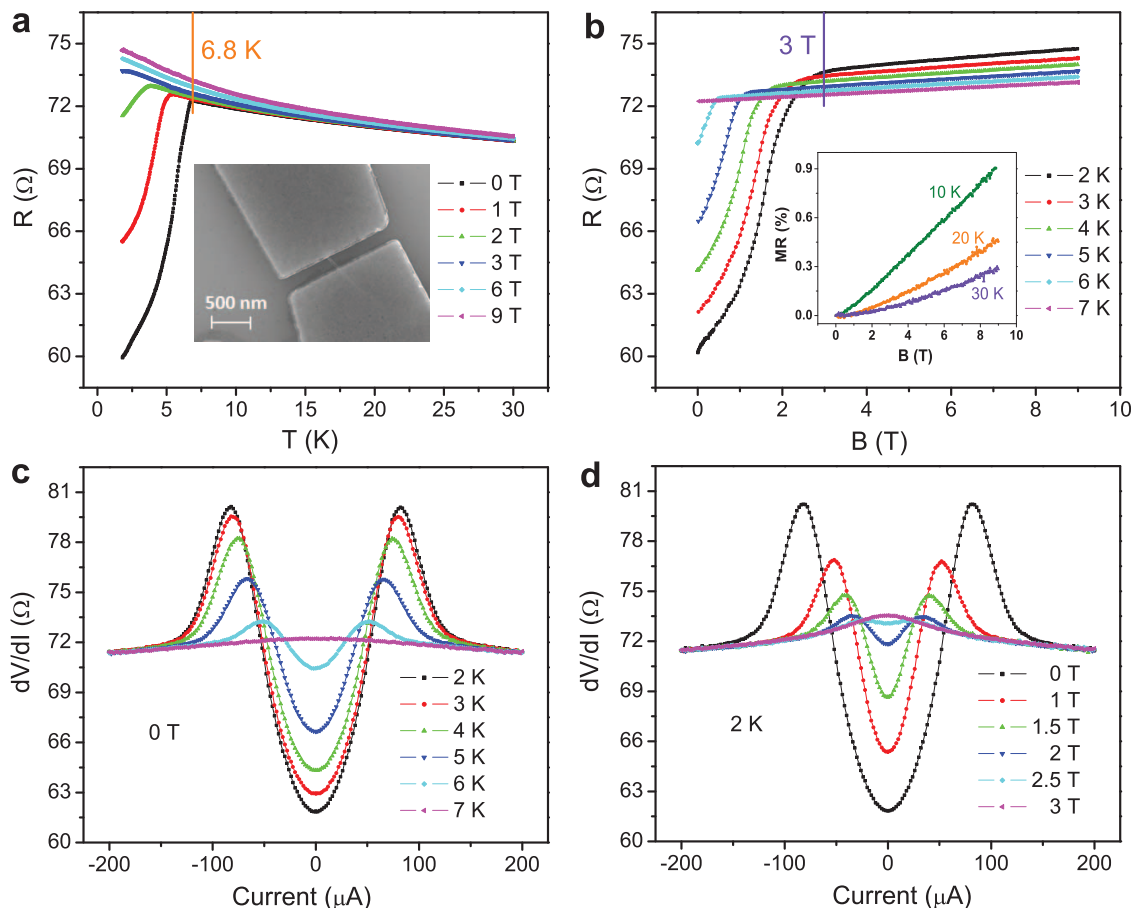 a
75
72
69
66
63
60
R (Ω)
6.8 K
500 nm
0 T
1 T
2 T
3 T
6 T
9 T
0 5 10 15 20 25 30
T (K)
b
75
72
69
66
63
60
R (Ω)
3 T
MR (%)
0.9
0.6
0.3
0.0
10 K
20 K
30 K
0 2 4 6 8 10
B (T)
2 K
3 K
4 K
5 K
6 K
7 K
0 2 4 6 8 10
B (T)
c
81
78
75
72
69
66
63
60
dV/dI (Ω)
0 T
2 K
3 K
4 K
5 K
6 K
7 K
-200 -100 0 100 200
Current (μA)
d
81
78
75
72
69
66
63
60
dV/dI (Ω)
2 K
0 T
1 T
1.5 T
2 T
2.5 T
3 T
-200 -100 0 100 200
Current (μA)